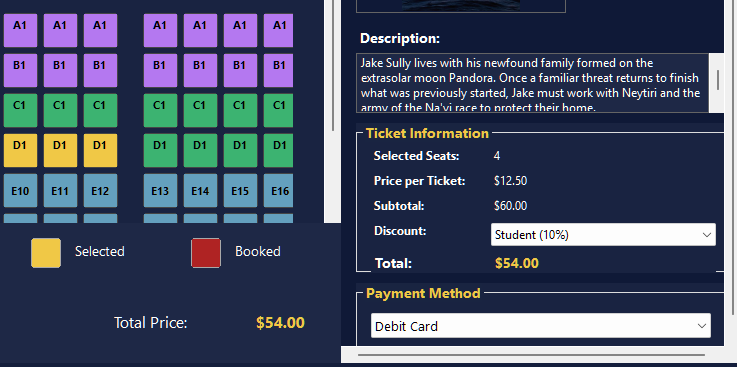 A1 A1 A1 A1 A1 A1 A1
B1 B1 B1 B1 B1 B1 B1
C1 C1 C1 C1 C1 C1 C1
D1 D1 D1 D1 D1 D1 D1
E10 E11 E12 E13 E14 E15 E16
Selected
Booked
Total Price: $54.00
Description:
Jake Sully lives with his newfound family formed on the
extrasolar moon Pandora. Once a familiar threat returns to finish
what was previously started, Jake must work with Neytiri and the
army of the Na'vi race to protect their home.
Ticket Information
Selected Seats: 4
Price per Ticket: $12.50
Subtotal: $60.00
Discount: Student (10%)
Total: $54.00
Payment Method
Debit Card